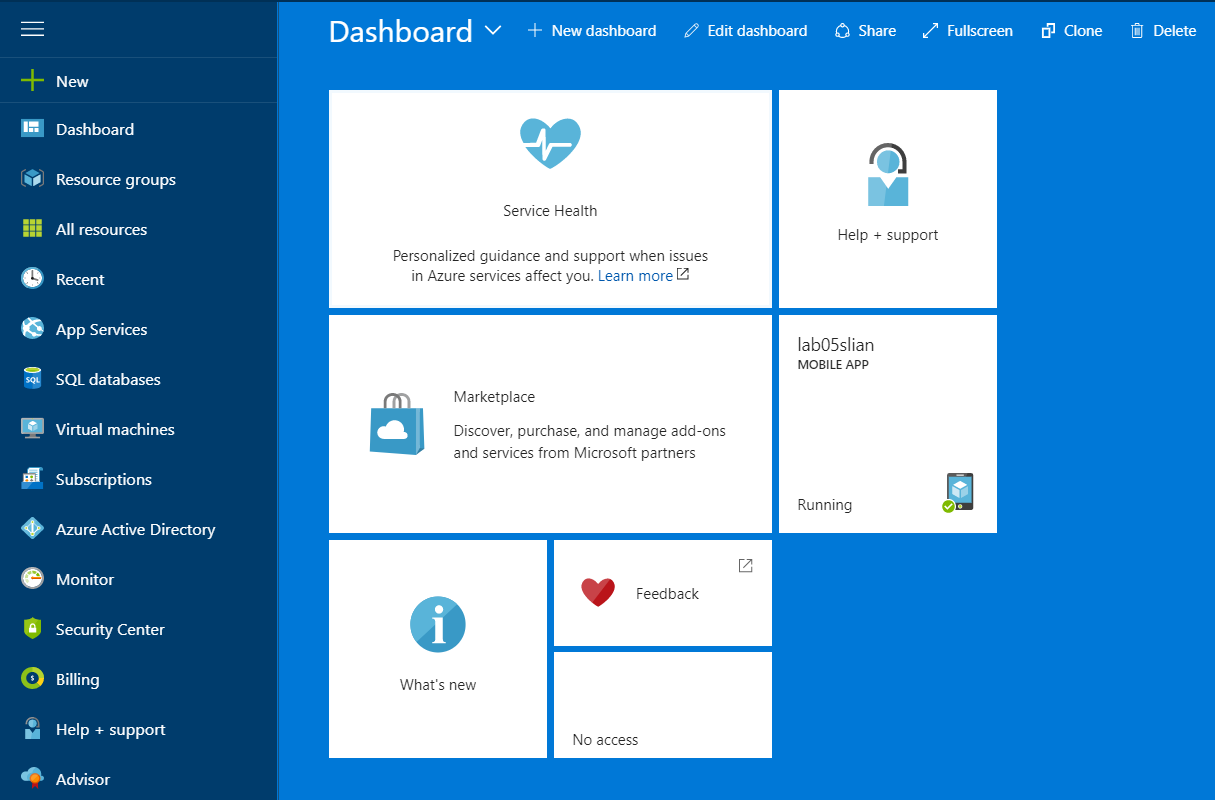 Dashboard
New dashboard
Edit dashboard
Share
Fullscreen
Clone
Delete
New
Dashboard
Resource groups
All resources
Recent
App Services
SQL
SQL databases
Virtual machines
Subscriptions
Azure Active Directory
Monitor
Security Center
$
Billing
Help + support
Advisor
Service Health
Personalized guidance and support when issues
in Azure services affect you. Learn more
Help + support
Marketplace
Discover, purchase, and manage add-ons
and services from Microsoft partners
lab05slian
MOBILE APP
Running
i
What's new
Feedback
No access